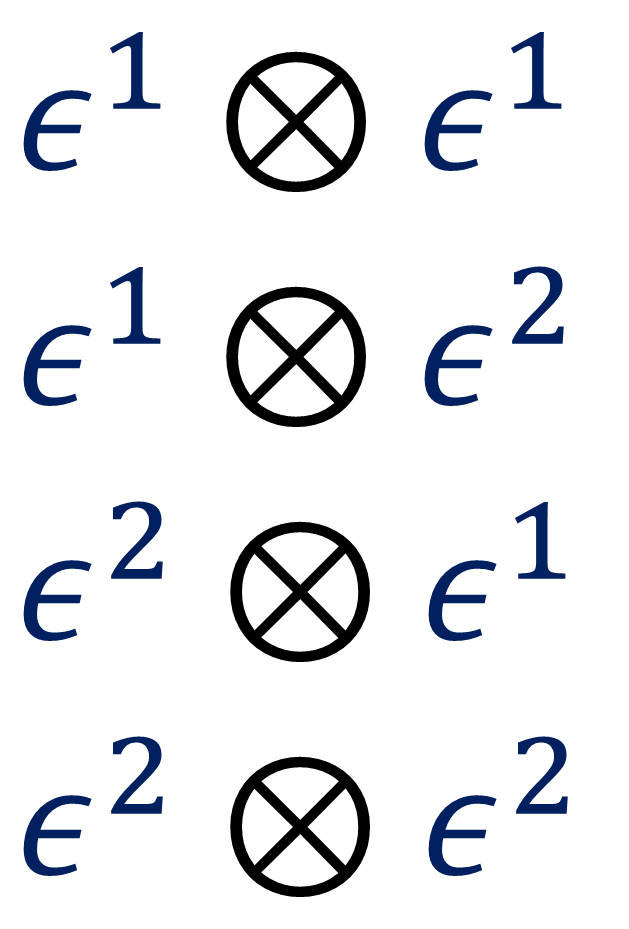 ϵ¹ ⊗ ϵ¹
ϵ¹ ⊗ ϵ²
ϵ² ⊗ ϵ¹
ϵ² ⊗ ϵ²